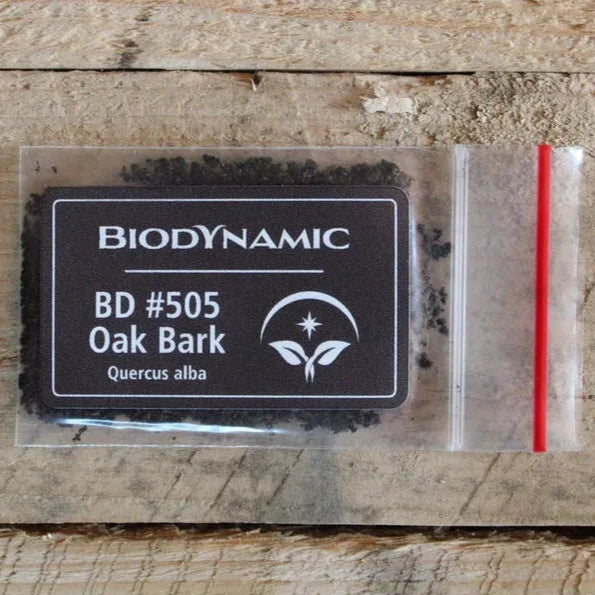 BIODYNAMIC
BD #505
Oak Bark
Quercus alba